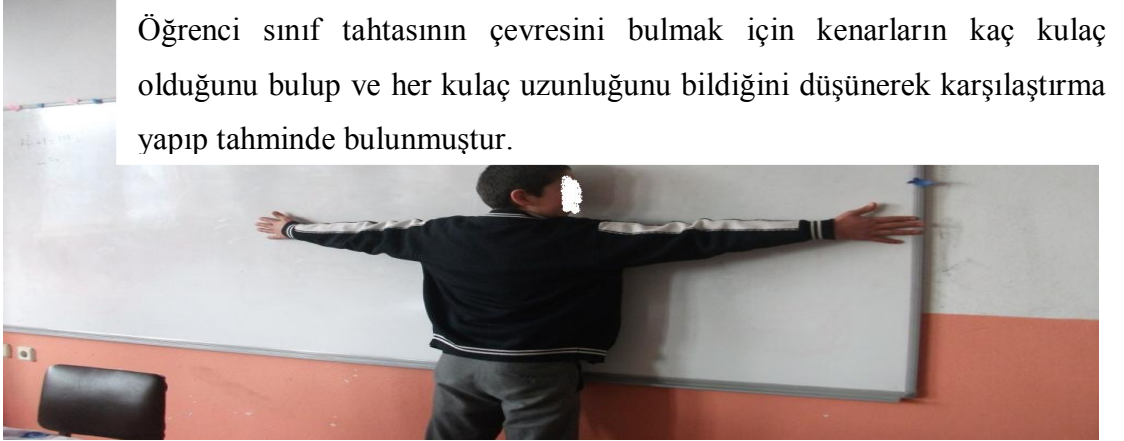 Öğrenci sınıf tahtasının çevresini bulmak için kenarların kaç kulaç
olduğunu bulup ve her kulaç uzunluğunu bildiğini düşünerek karşılaştırma
yapıp tahminde bulunmuştur.